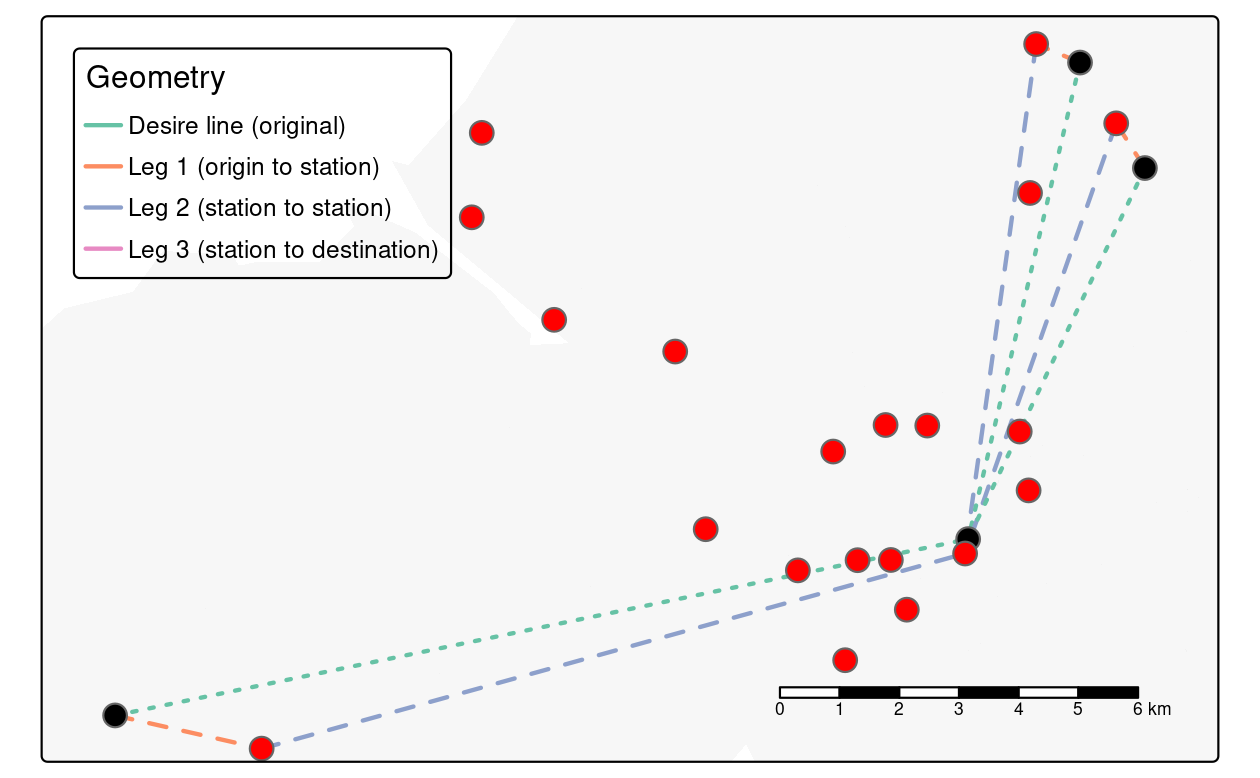 Geometry
Desire line (original)
Leg 1 (origin to station)
Leg 2 (station to station)
Leg 3 (station to destination)
0 1 2 3 4 5 6 km